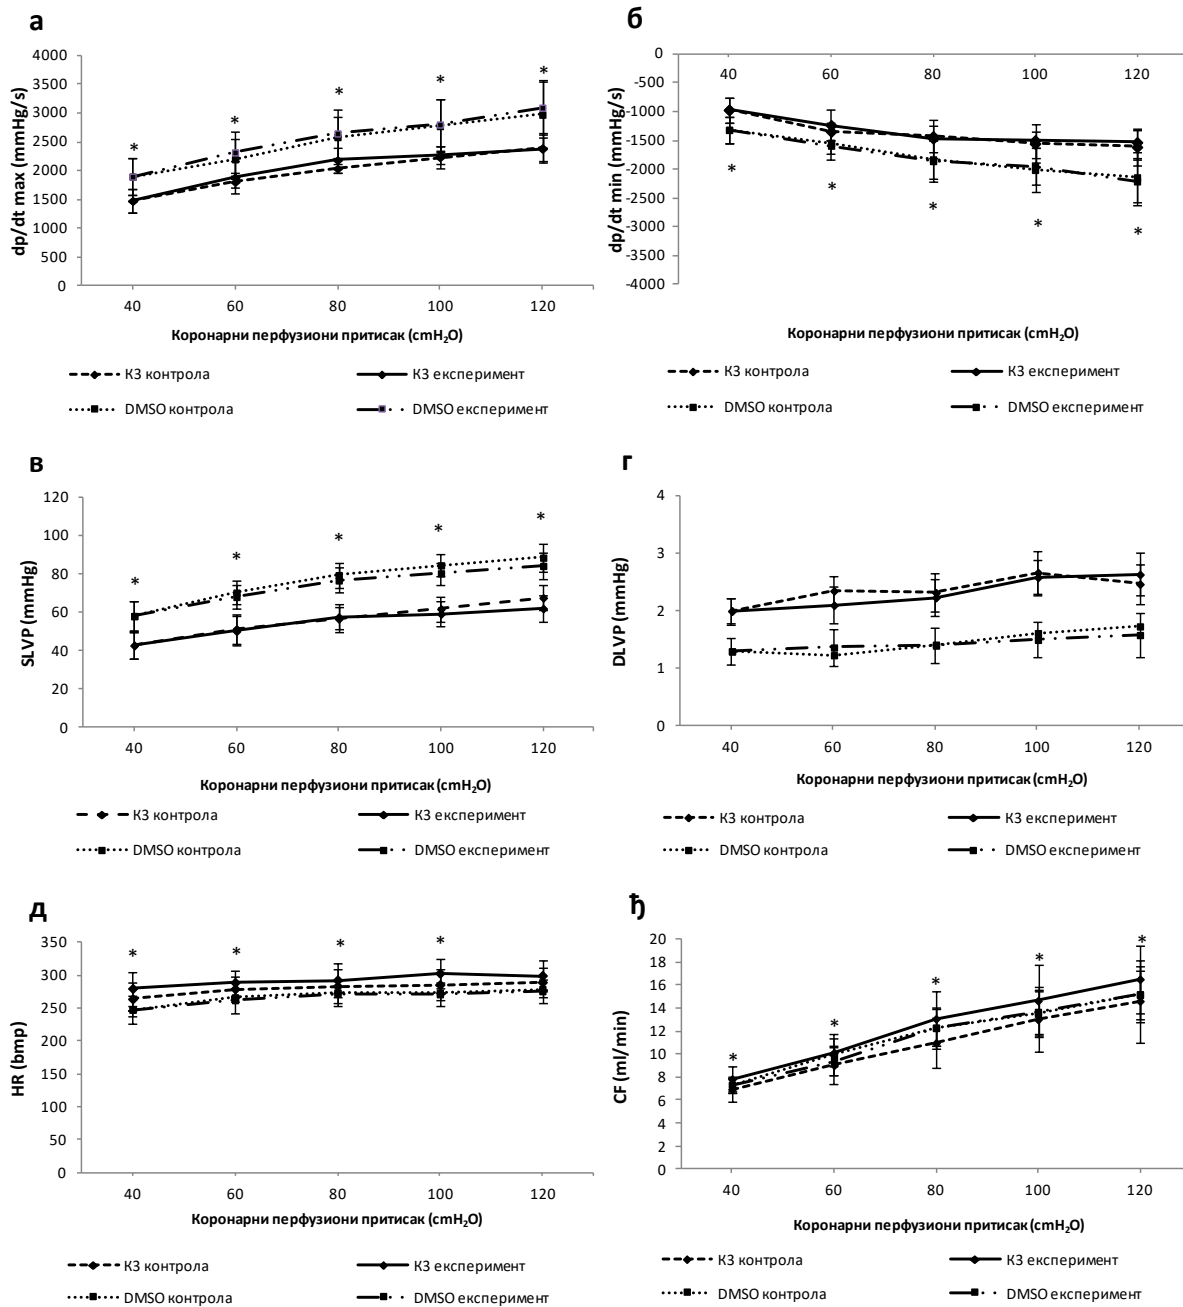 а
dp/dt max (mmHg/s)
4000
3500
3000
2500
2000
1500
1000
500
0
* * * * *
40 60 80 100 120
Коронарни перфузиони притисак (cmH₂O)
КЗ контрола КЗ експеримент
DMSO контрола DMSO експеримент
б
dp/dt min (mmHg/s)
0
-500
-1000
-1500
-2000
-2500
-3000
-3500
-4000
40 60 80 100 120
* * * * *
Коронарни перфузиони притисак (cmH₂O)
КЗ контрола КЗ експеримент
DMSO контрола DMSO експеримент
в
SLVP (mmHg)
120
100
80
60
40
20
0
* * * * *
40 60 80 100 120
Коронарни перфузиони притисак (cmH₂O)
КЗ контрола КЗ експеримент
DMSO контрола DMSO експеримент
г
DLVP (mmHg)
4
3
2
1
0
40 60 80 100 120
Коронарни перфузиони притисак (cmH₂O)
КЗ контрола КЗ експеримент
DMSO контрола DMSO експеримент
д
HR (bmp)
350
300
250
200
150
100
50
0
* * * *
40 60 80 100 120
Коронарни перфузиони притисак (cmH₂O)
КЗ контрола КЗ експеримент
DMSO контрола DMSO експеримент
ђ
CF (ml/min)
20
18
16
14
12
10
8
6
4
2
0
* * * * *
40 60 80 100 120
Коронарни перфузиони притисак (cmH₂O)
КЗ контрола КЗ експеримент
DMSO контрола DMSO експеримент